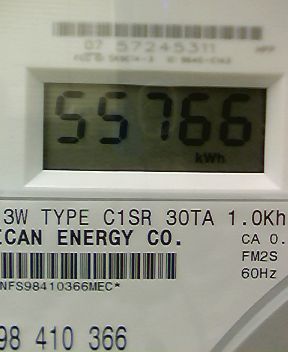 07 57245311
55766
kWh
3W TYPE C1SR 30TA 1.0Kh
ICAN ENERGY CO.
CA 0.
FM2S
60Hz
NFS98410366MEC*
98 410 366